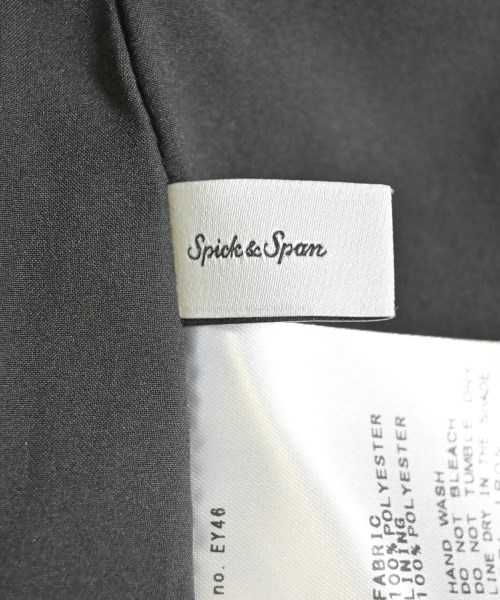 Spick & Span
no. EY46
FABRIC
100% POLYESTER
LINING
100% POLYESTER
HAND WASH
DO NOT BLEACH
DO NOT TUMBLE DRY
LINE DRY IN THE SHADE